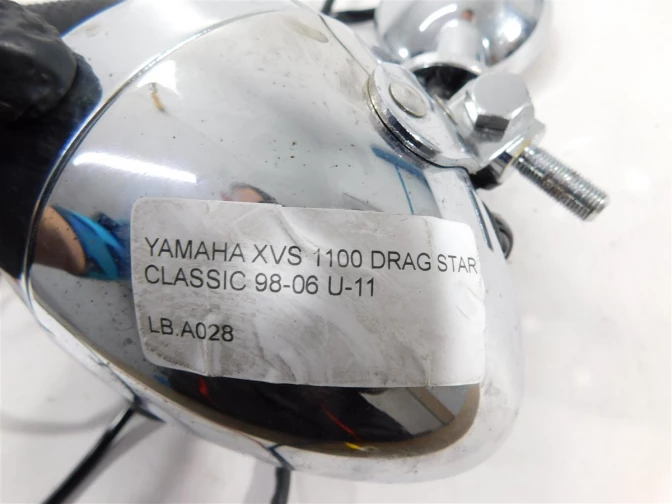 YAMAHA XVS 1100 DRAG STAR
CLASSIC 98-06 U-11
LB.A028